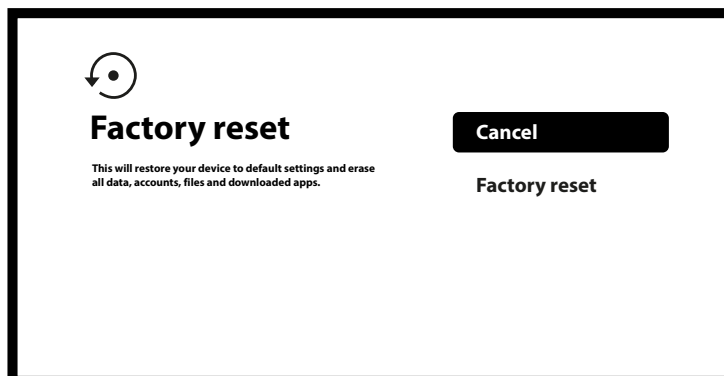 Factory reset
This will restore your device to default settings and erase
all data, accounts, files and downloaded apps.
Cancel
Factory reset